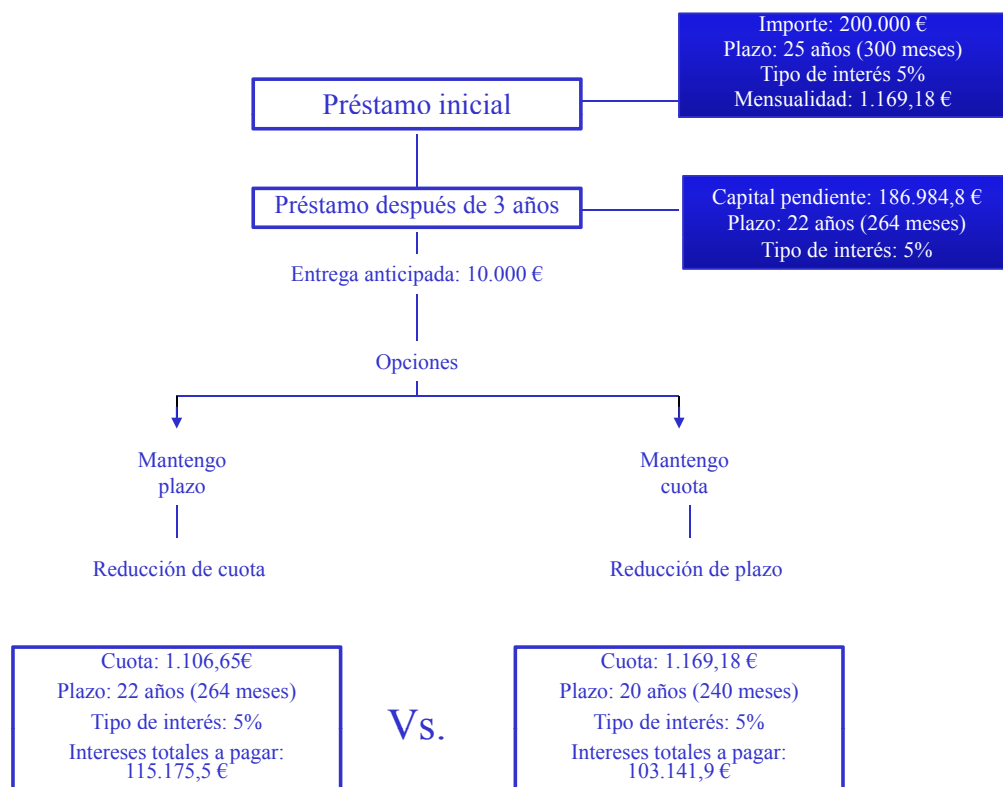 Importe: 200.000 €
Plazo: 25 años (300 meses)
Tipo de interés 5%
Mensualidad: 1.169,18 €
Préstamo inicial
Préstamo después de 3 años
Capital pendiente: 186.984,8 €
Plazo: 22 años (264 meses)
Tipo de interés: 5%
Entrega anticipada: 10.000 €
Opciones
Mantengo
plazo
Mantengo
cuota
Reducción de cuota
Reducción de plazo
Cuota: 1.106,65€
Plazo: 22 años (264 meses)
Tipo de interés: 5%
Intereses totales a pagar:
115.175,5 €
Vs.
Cuota: 1.169,18 €
Plazo: 20 años (240 meses)
Tipo de interés: 5%
Intereses totales a pagar:
103.141,9 €